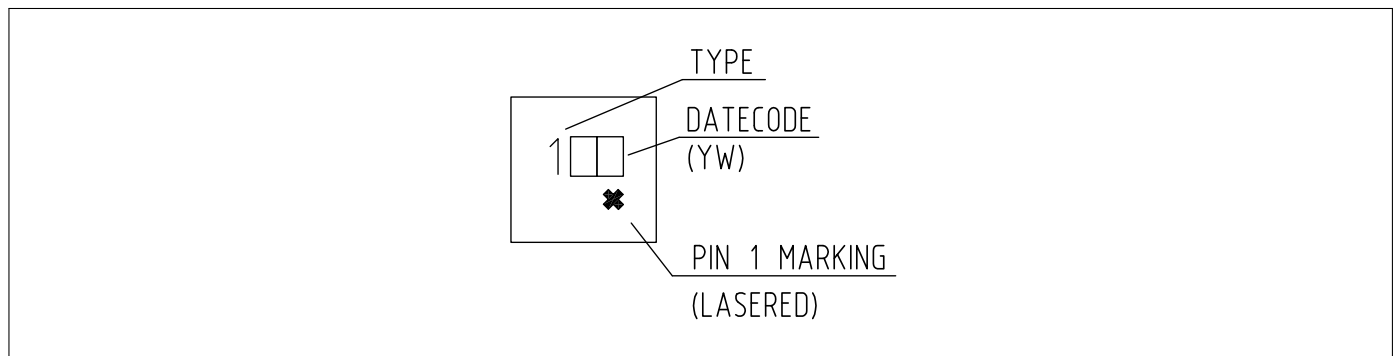 TYPE
DATECODE
(YW)
1
PIN 1 MARKING
(LASERED)